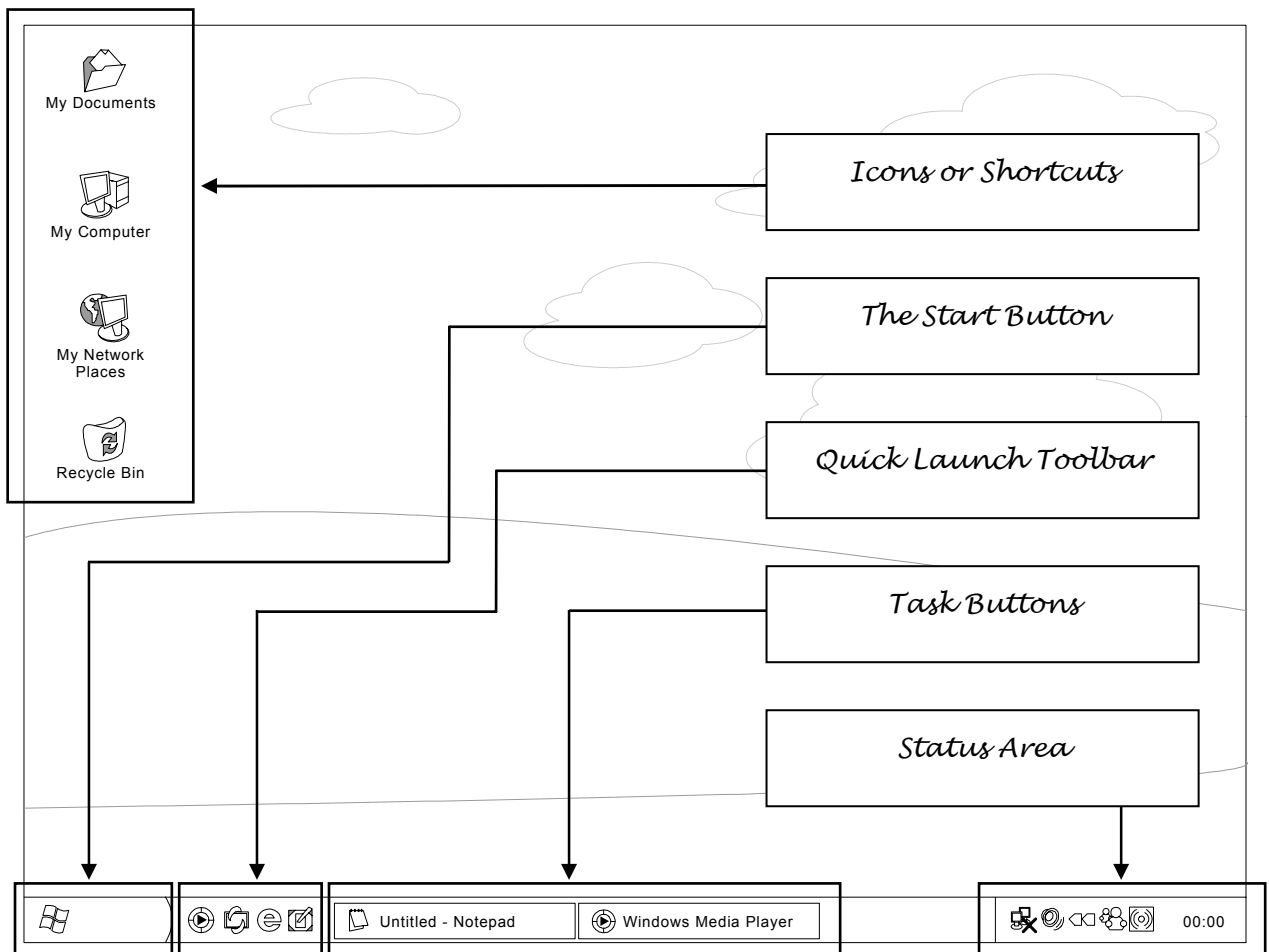 My Documents
My Computer
My Network
Places
Recycle Bin
Icons or Shortcuts
The Start Button
Quick Launch Toolbar
Task Buttons
Status Area
Untitled - Notepad
Windows Media Player
00:00